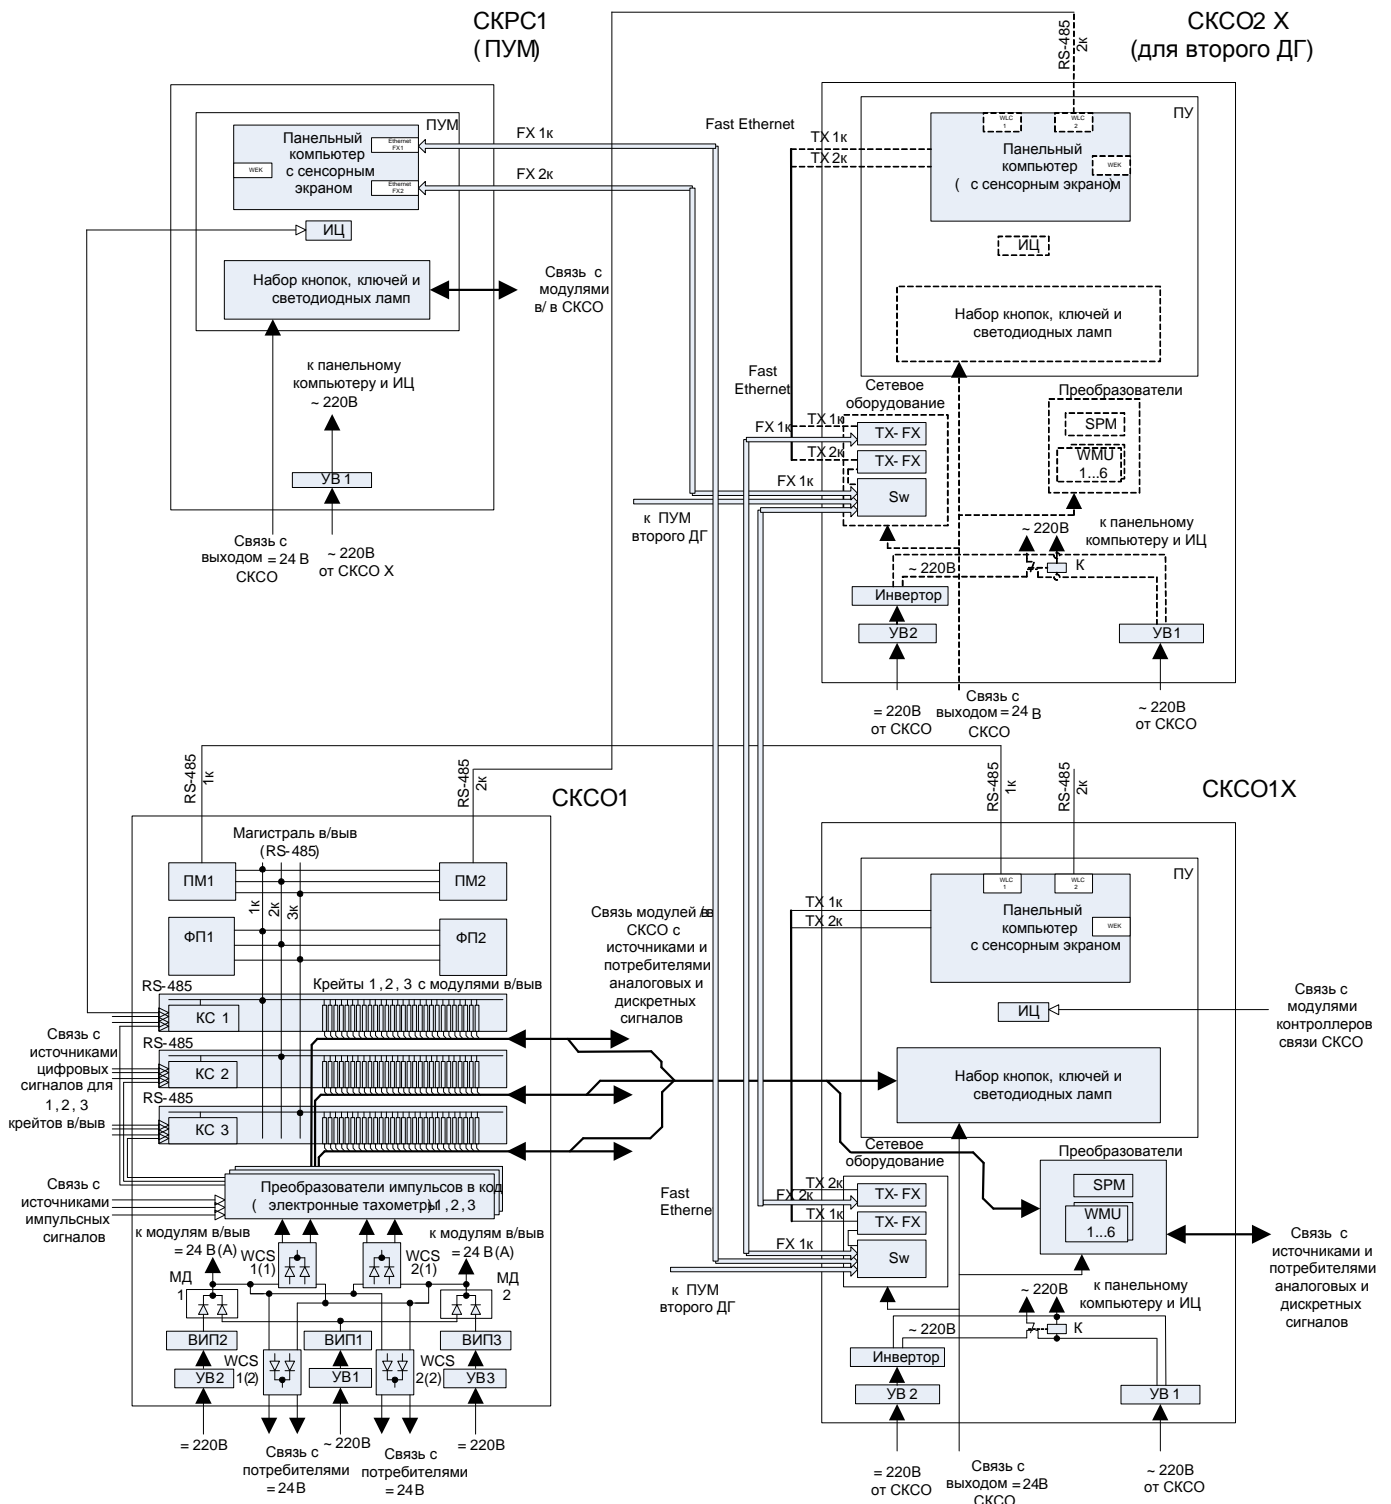 СКРС1
(ПУМ)
СКСО2 Х
(для второго ДГ)
RS-485
2к
ПУМ
Панельный
компьютер
с сенсорным
экраном
Ethernet
FX1
Ethernet
FX2
WEK
FX 1к
FX 2к
ИЦ
Набор кнопок, ключей и
светодиодных ламп
Связь с
модулями
в/ в СКСО
к панельному
компьютеру и ИЦ
~ 220В
УВ 1
Связь с
выходом = 24 В
СКСО
~ 220В
от СКСО Х
Fast Ethernet
TX 1к
TX 2к
ПУ
WLC
1
WLC
2
Панельный
компьютер
( с сенсорным экраном)
WEK
ИЦ
Набор кнопок, ключей и
светодиодных ламп
Fast
Ethernet
Сетевое
оборудование
Преобразователи
TX 1к
FX 1к
TX- FX
TX 2к
TX- FX
FX 1к
Sw
SPM
WMU
1...6
к ПУМ
второго ДГ
~ 220В
к панельному
компьютеру и ИЦ
~ 220В
К
Инвертор
УВ2
УВ1
= 220В
от СКСО
Связь с
выходом = 24 В
СКСО
~ 220В
от СКСО
СКСО1
RS-485
1к
RS-485
2к
Магистраль в/выв
(RS-485)
ПМ1
ПМ2
1к
2к
3к
ФП1
ФП2
RS-485
Крейты 1, 2, 3 с модулями в/выв
КС 1
RS-485
КС 2
RS-485
КС 3
Связь с
источниками
цифровых
сигналов для
1, 2, 3
крейтов в/выв
Связь модулей в/в
СКСО с
источниками и
потребителями
аналоговых и
дискретных
сигналов
Преобразователи импульсов в код
( электронные тахометры) 1, 2, 3
Связь с
источниками
импульсных
сигналов
к модулям в/выв
= 24 В (А)
к модулям в/выв
= 24 В (А)
WCS
1(1)
WCS
2(1)
МД
1
МД
2
ВИП2
ВИП1
ВИП3
WCS
1(2)
WCS
2(2)
УВ2
УВ1
УВ3
= 220В
Связь с
потребителями
= 24В
~ 220В
Связь с
потребителями
= 24В
= 220В
СКСО1Х
RS-485
1к
RS-485
2к
ПУ
WLC
1
WLC
2
TX 1к
TX 2к
Панельный
компьютер
с сенсорным экраном
WEK
ИЦ
Связь с
модулями
контроллеров
связи СКСО
Набор кнопок, ключей и
светодиодных ламп
Сетевое
оборудование
Преобразователи
Fast
Etherne
TX 2к
FX 2к
TX- FX
TX 1к
TX- FX
FX 1к
Sw
SPM
WMU
1...6
Связь с
источниками и
потребителями
аналоговых и
дискретных
сигналов
к ПУМ
второго ДГ
~ 220В
к панельному
компьютеру и ИЦ
~ 220В
К
Инвертор
УВ 2
УВ 1
= 220В
от СКСО
Связь с
выходом = 24В
СКСО
~ 220В
от СКСО